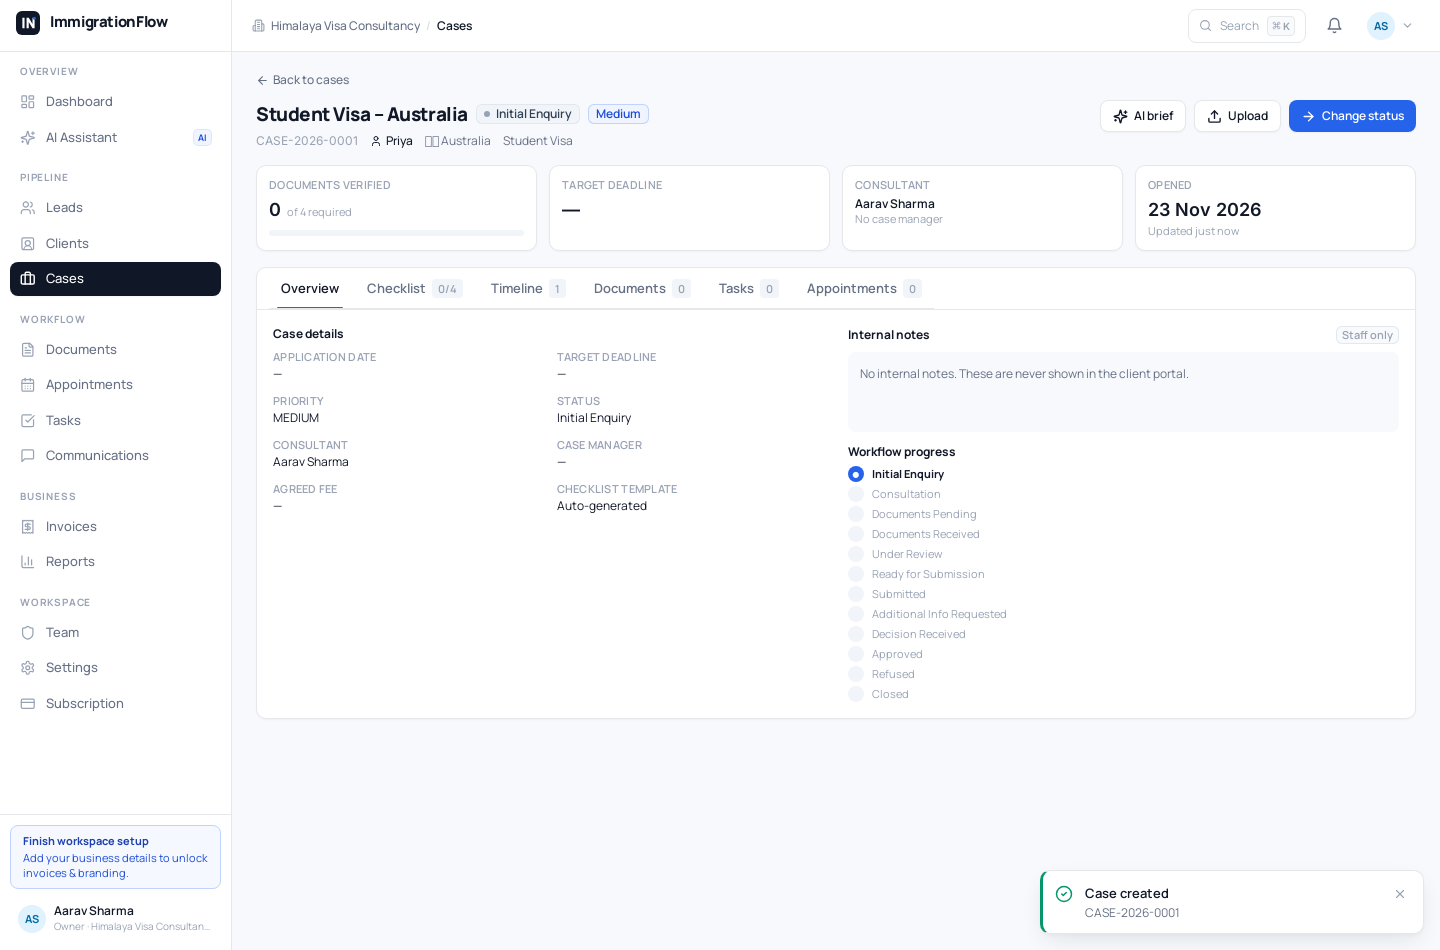 IN ImmigrationFlow
Himalaya Visa Consultancy / Cases
Search ⌘ K
AS
OVERVIEW
Dashboard
AI Assistant AI
PIPELINE
Leads
Clients
Cases
WORKFLOW
Documents
Appointments
Tasks
Communications
BUSINESS
Invoices
Reports
WORKSPACE
Team
Settings
Subscription
Finish workspace setup
Add your business details to unlock
invoices & branding.
AS
Aarav Sharma
Owner · Himalaya Visa Consultan...
← Back to cases
Student Visa – Australia Initial Enquiry Medium
AI brief Upload → Change status
CASE-2026-0001 Priya Australia Student Visa
DOCUMENTS VERIFIED
0 of 4 required
TARGET DEADLINE
—
CONSULTANT
Aarav Sharma
No case manager
OPENED
23 Nov 2026
Updated just now
Overview Checklist 0/4 Timeline 1 Documents 0 Tasks 0 Appointments 0
Case details
APPLICATION DATE
—
TARGET DEADLINE
—
PRIORITY
MEDIUM
STATUS
Initial Enquiry
CONSULTANT
Aarav Sharma
CASE MANAGER
—
AGREED FEE
—
CHECKLIST TEMPLATE
Auto-generated
Internal notes Staff only
No internal notes. These are never shown in the client portal.
Workflow progress
Initial Enquiry
Consultation
Documents Pending
Documents Received
Under Review
Ready for Submission
Submitted
Additional Info Requested
Decision Received
Approved
Refused
Closed
Case created
CASE-2026-0001